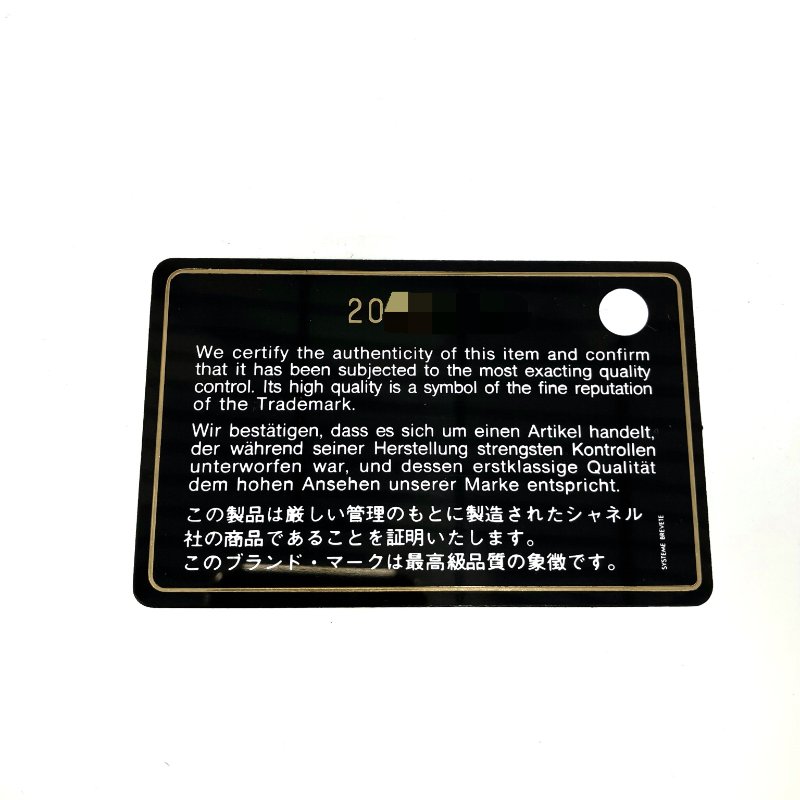 20
We certify the authenticity of this item and confirm
that it has been subjected to the most exacting quality
control. Its high quality is a symbol of the fine reputation
of the Trademark.
Wir bestätigen, dass es sich um einen Artikel handelt,
der während seiner Herstellung strengsten Kontrollen
unterworfen war, und dessen erstklassige Qualität
dem hohen Ansehen unserer Marke entspricht.
この製品は厳しい管理のもとに製造されたシャネル
社の商品であることを証明いたします。
このブランド・マークは最高級品質の象徴です。
SYSTEME BREVETE